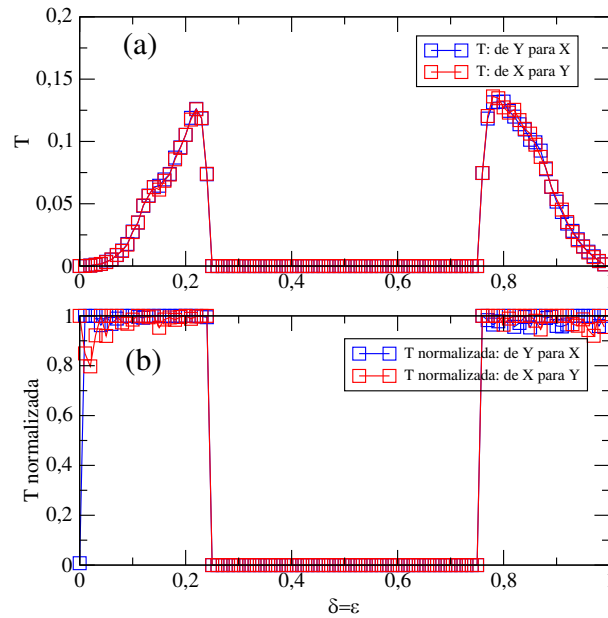 0,2
(a)
T: de Y para X
T: de X para Y
0,15
T
0,1
0,05
0
0 0,2 0,4 0,6 0,8
1
(b)
T normalizada: de Y para X
T normalizada: de X para Y
0,8
T normalizada
0,6
0,4
0,2
0
0 0,2 0,4 0,6 0,8
δ=ε